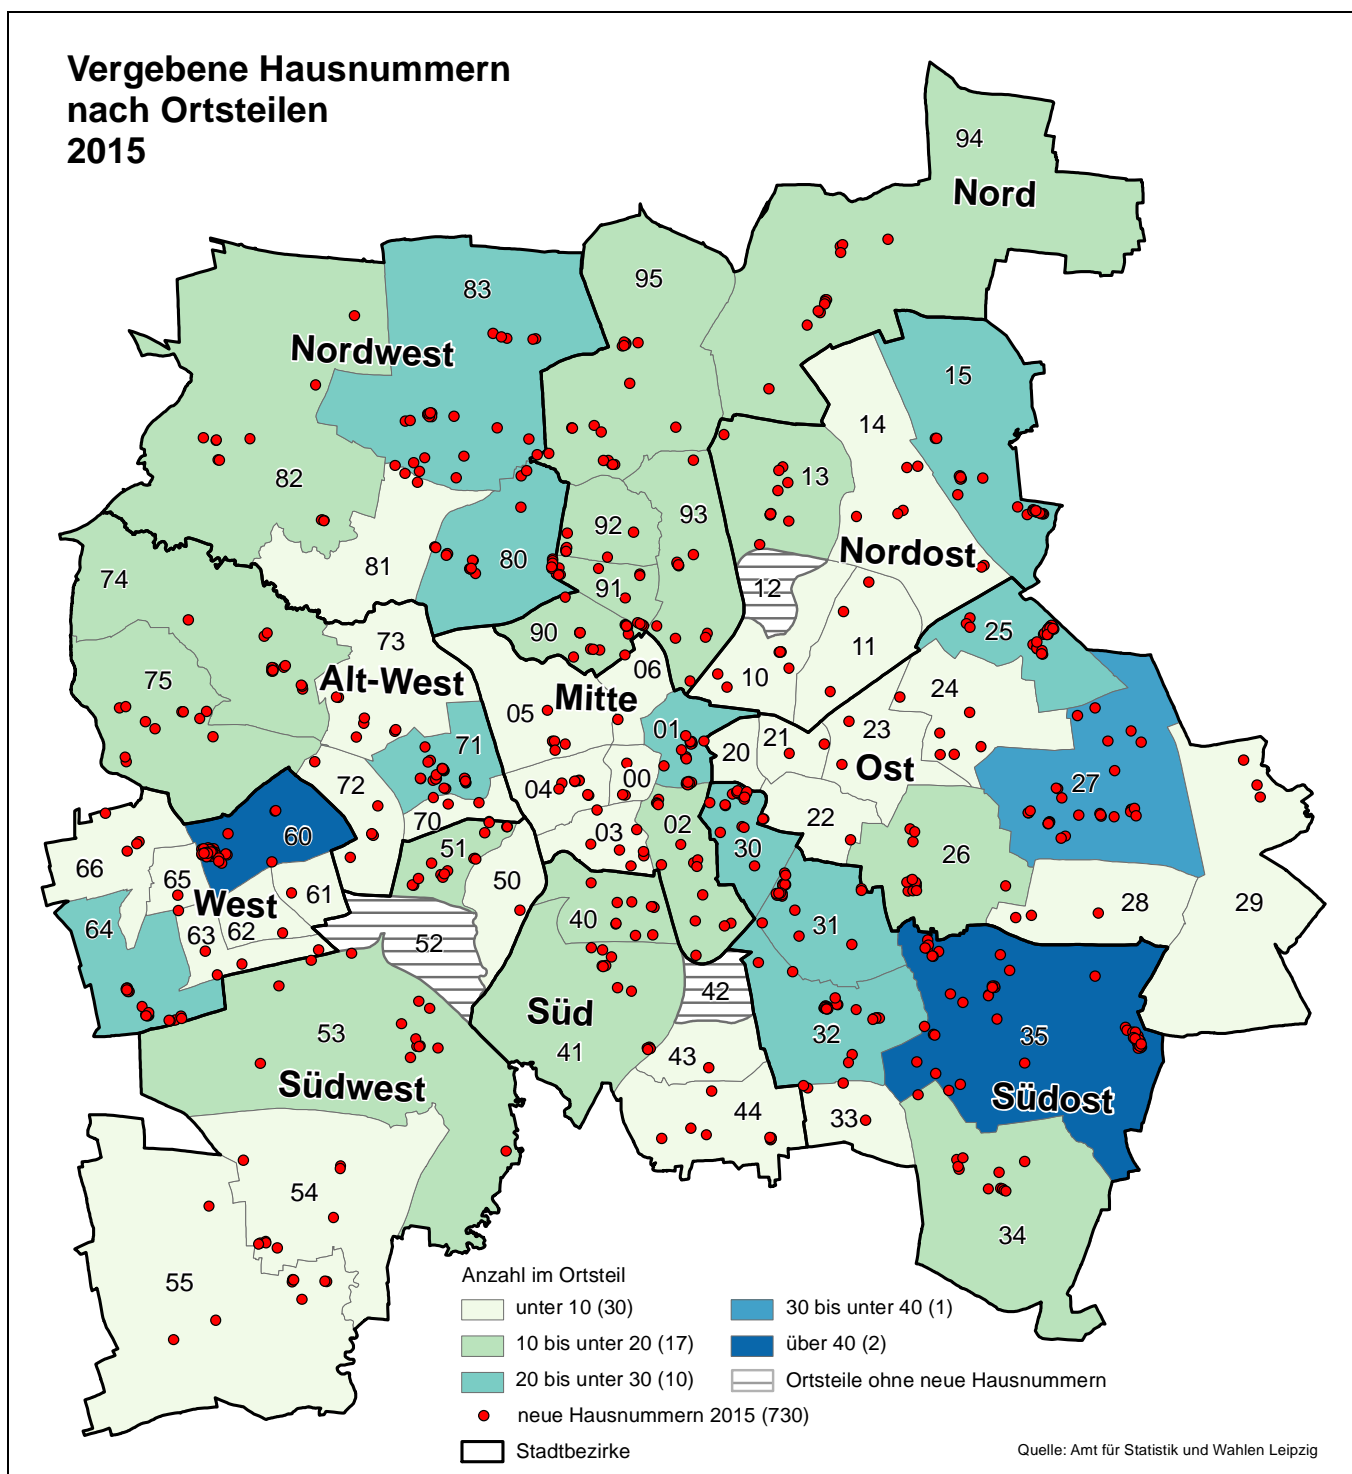 Vergebene Hausnummern
nach Ortsteilen
2015
94
Nord
95
83
Nordwest
15
14
82
13
93
92
Nordost
80
81
74
12
91
25
90
73
11
06
10
75
Alt-West
24
Mitte
05
01
71
23
21
20
Ost
00
72
27
04
70
22
02
03
60
30
51
26
66
65
50
61
28
29
West
40
31
64
63
62
52
42
Süd
53
32
35
41
43
Südwest
Südost
44
33
54
34
55
Anzahl im Ortsteil
unter 10 (30)
30 bis unter 40 (1)
10 bis unter 20 (17)
über 40 (2)
20 bis unter 30 (10)
Ortsteile ohne neue Hausnummern
neue Hausnummern 2015 (730)
Stadtbezirke
Quelle: Amt für Statistik und Wahlen Leipzig